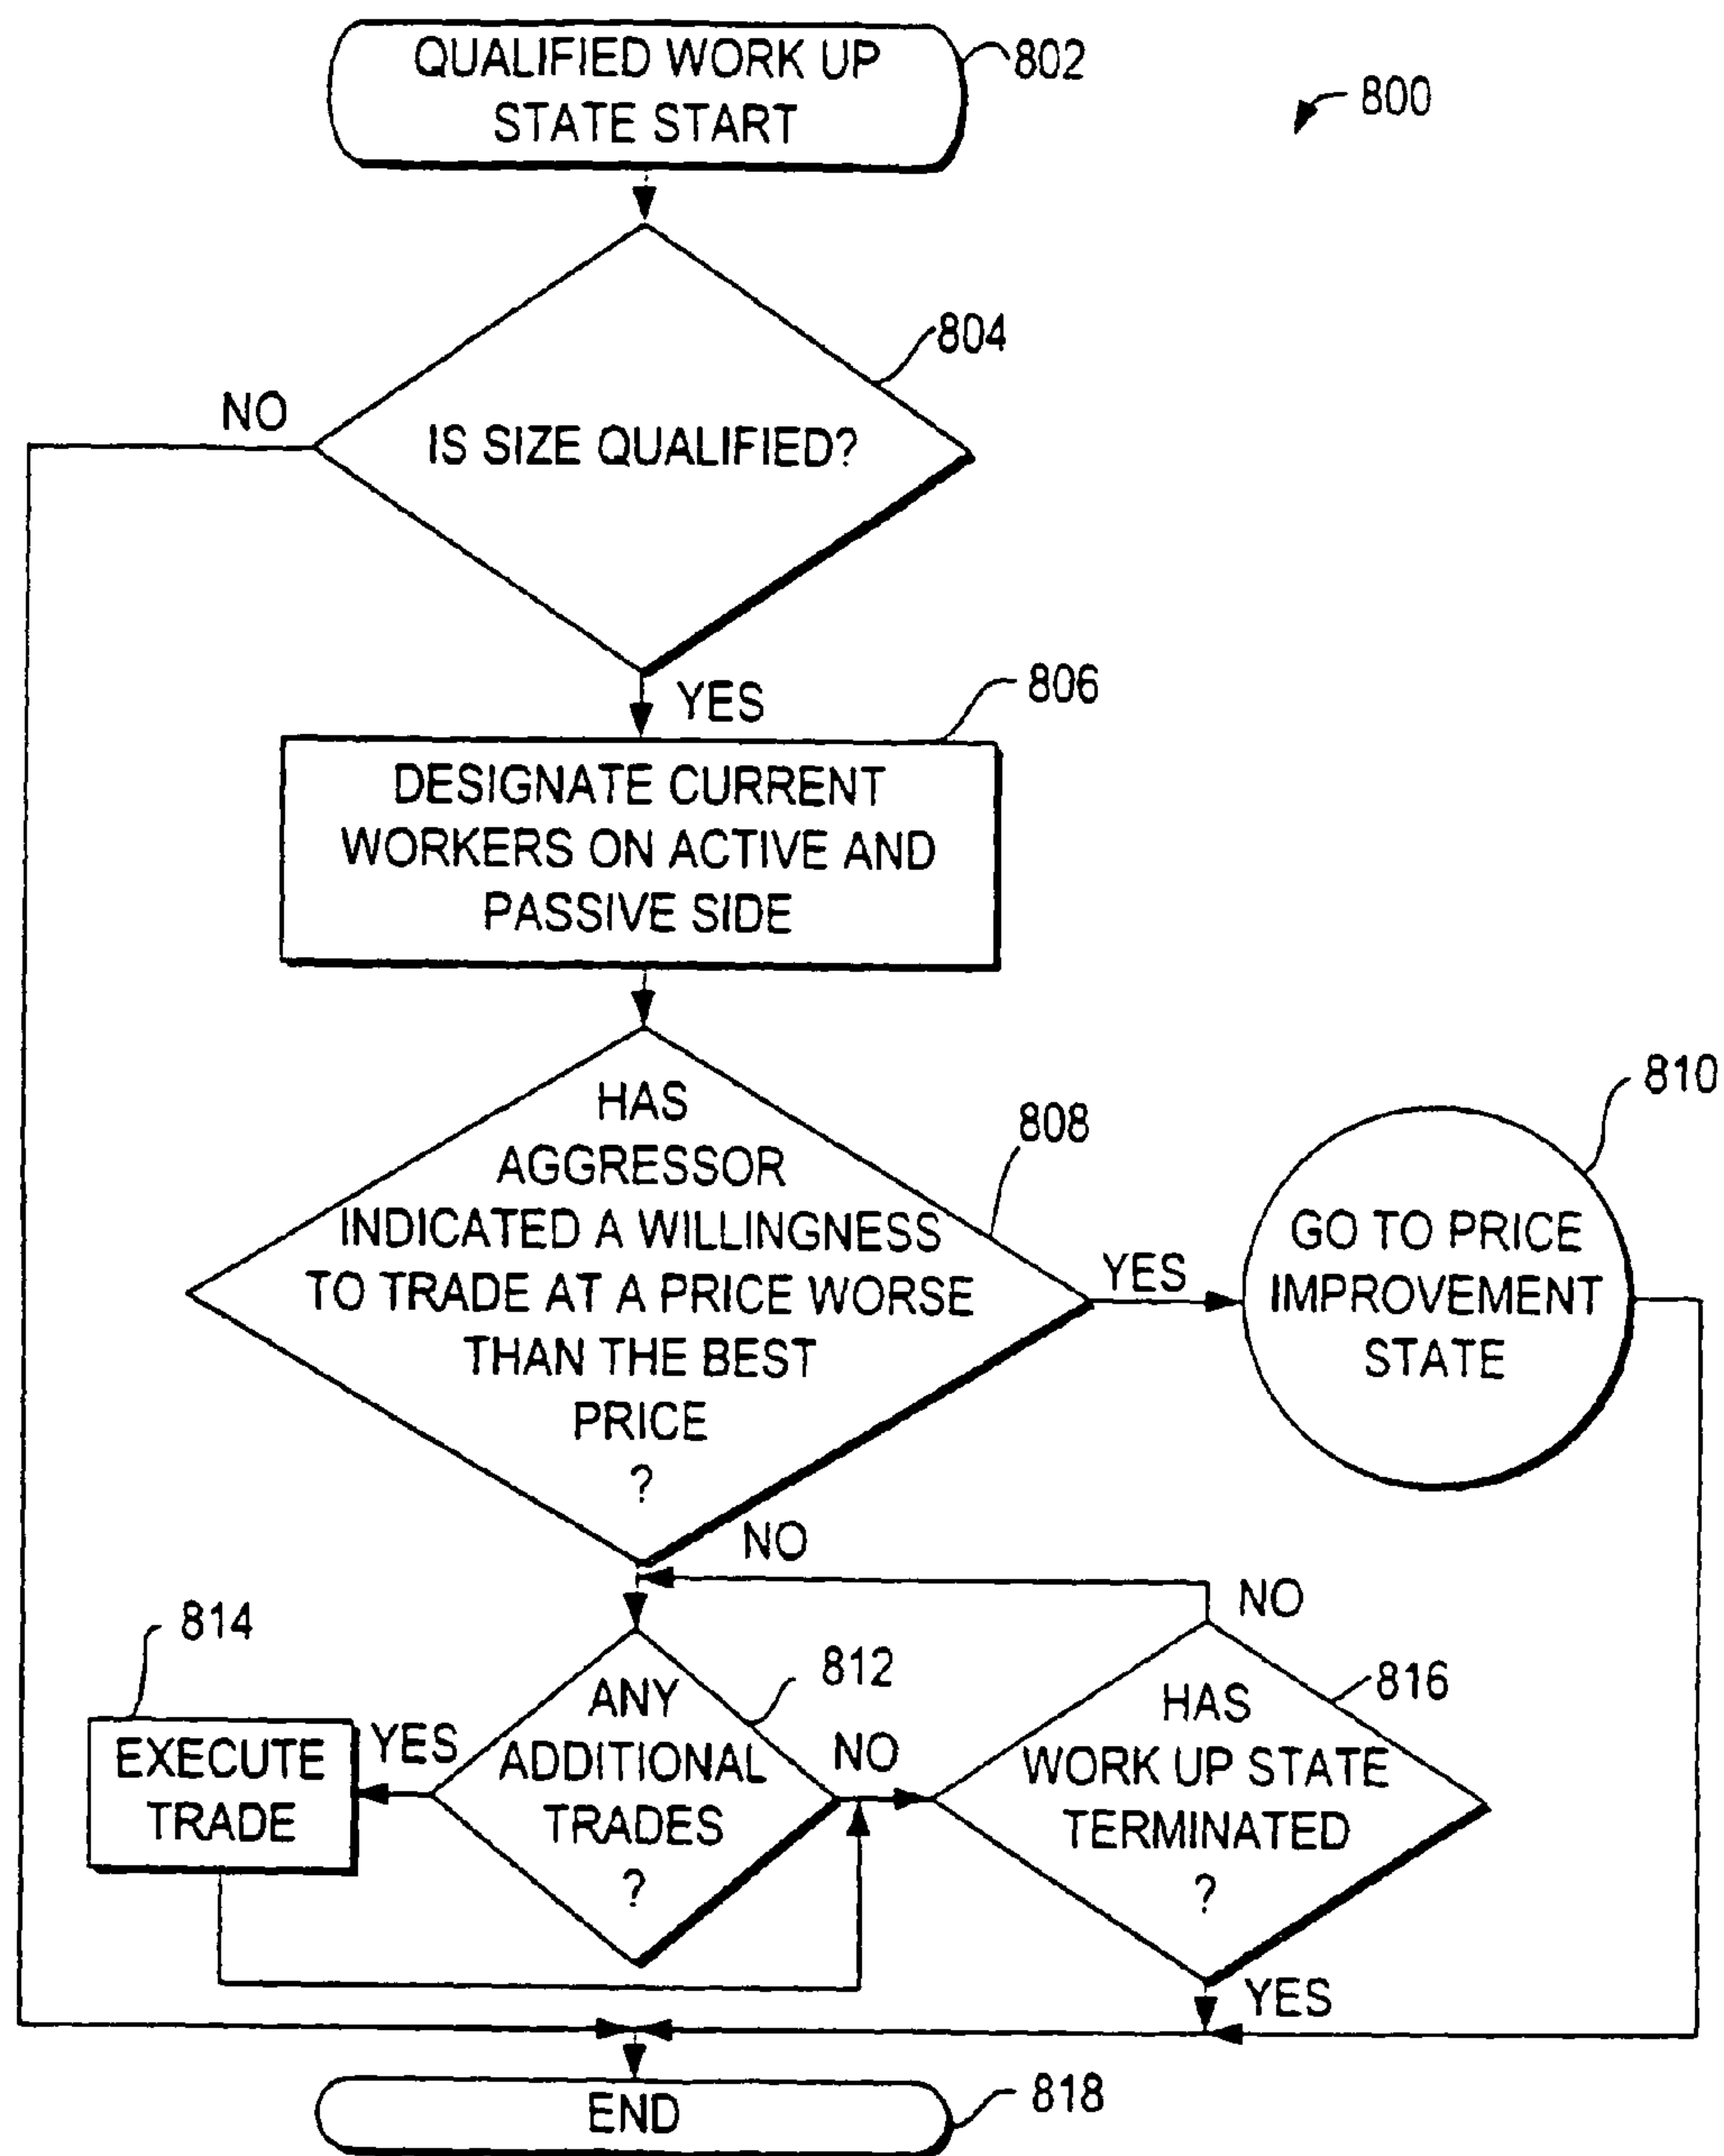 QUALIFIED WORK UP
STATE START
802
800
804
NO
IS SIZE QUALIFIED?
YES
806
DESIGNATE CURRENT
WORKERS ON ACTIVE AND
PASSIVE SIDE
HAS
AGGRESSOR
INDICATED A WILLINGNESS
TO TRADE AT A PRICE WORSE
THAN THE BEST
PRICE
?
808
YES
810
GO TO PRICE
IMPROVEMENT
STATE
NO
NO
814
EXECUTE
TRADE
YES
812
ANY
ADDITIONAL
TRADES
?
NO
816
HAS
WORK UP STATE
TERMINATED
?
YES
END
818